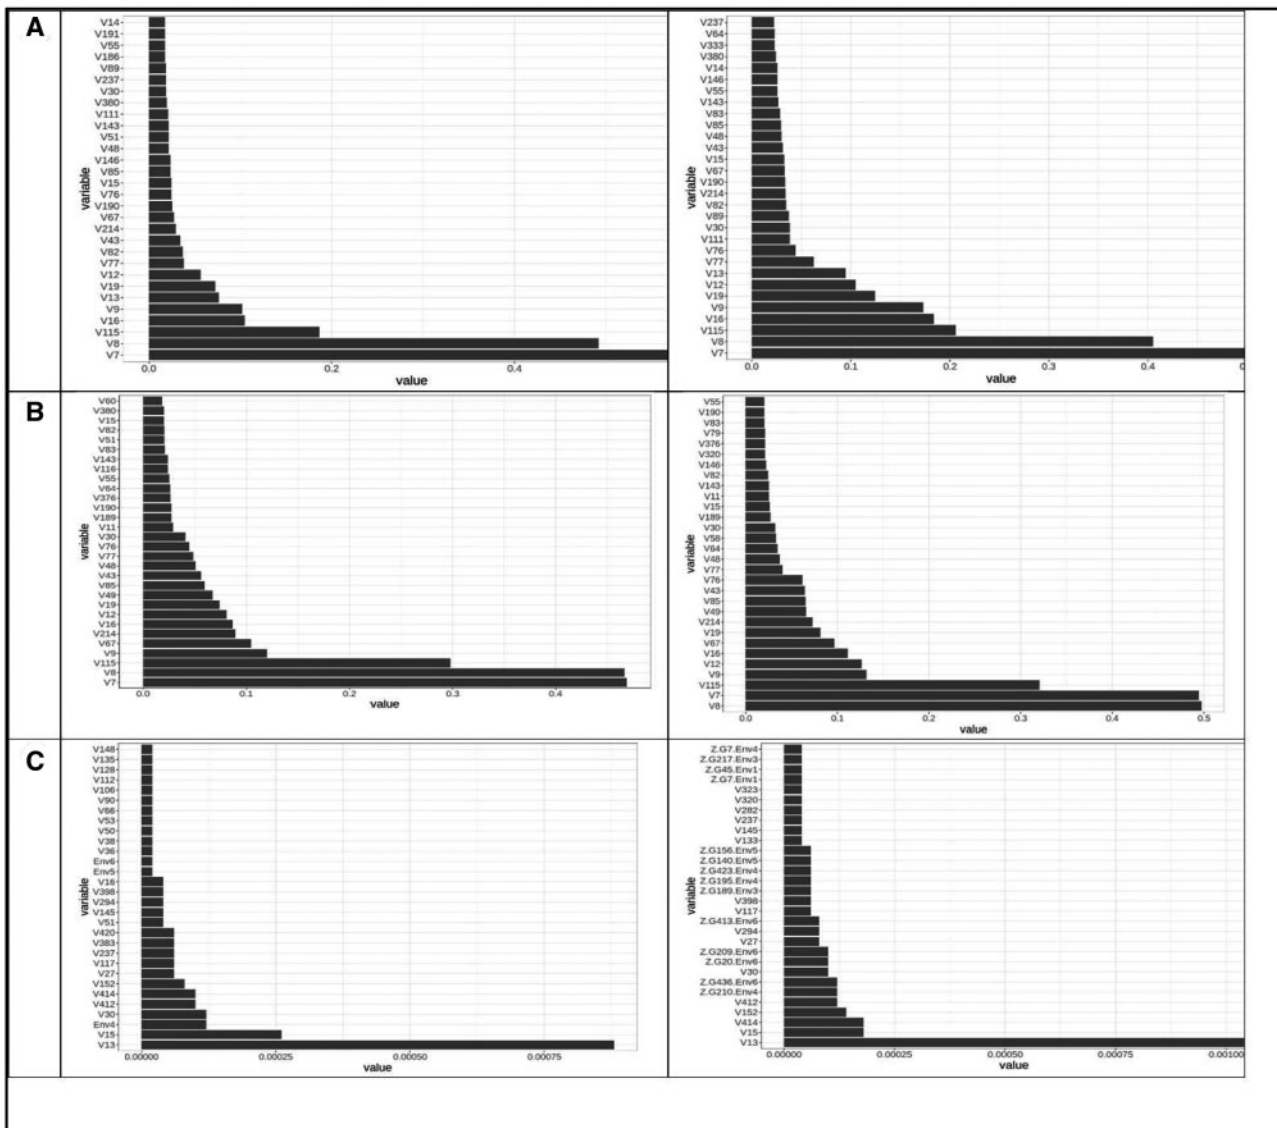 A
V14
V191
V55
V186
V89
V237
V30
V380
V111
V143
V51
V48
V146
V85
V15
V76
V190
V67
V214
V43
V82
V77
V12
V19
V13
V9
V16
V115
V8
V7
variable
0.0 0.2 0.4
value
V237
V64
V333
V380
V14
V146
V55
V143
V83
V85
V48
V43
V15
V67
V190
V214
V82
V89
V30
V111
V76
V77
V13
V12
V19
V9
V16
V115
V8
V7
variable
0.0 0.1 0.2 0.3 0.4
value
B
V60
V380
V15
V82
V51
V83
V143
V116
V55
V64
V376
V190
V189
V11
V30
V76
V77
V48
V43
V85
V49
V19
V12
V16
V214
V67
V9
V115
V8
V7
variable
0.0 0.1 0.2 0.3 0.4
value
V55
V190
V83
V79
V376
V320
V146
V82
V143
V11
V15
V189
V30
V58
V64
V48
V77
V76
V43
V85
V49
V214
V19
V67
V16
V12
V9
V115
V7
V8
variable
0.0 0.1 0.2 0.3 0.4 0.5
value
C
V148
V135
V128
V112
V106
V90
V66
V53
V50
V38
V36
Env6
Env5
V16
V398
V294
V145
V51
V420
V383
V237
V117
V27
V152
V414
V412
V30
Env4
V15
V13
variable
0.00000 0.00025 0.00050 0.00075
value
Z.G7.Env4
Z.G217.Env3
Z.G45.Env1
Z.G7.Env1
V323
V320
V282
V237
V145
V133
Z.G156.Env5
Z.G140.Env5
Z.G423.Env4
Z.G195.Env4
Z.G189.Env3
V398
V117
Z.G413.Env6
V294
V27
Z.G209.Env6
Z.G20.Env6
V30
Z.G436.Env6
Z.G210.Env4
V412
V152
V414
V15
V13
variable
0.00000 0.00025 0.00050 0.00075 0.00100
value